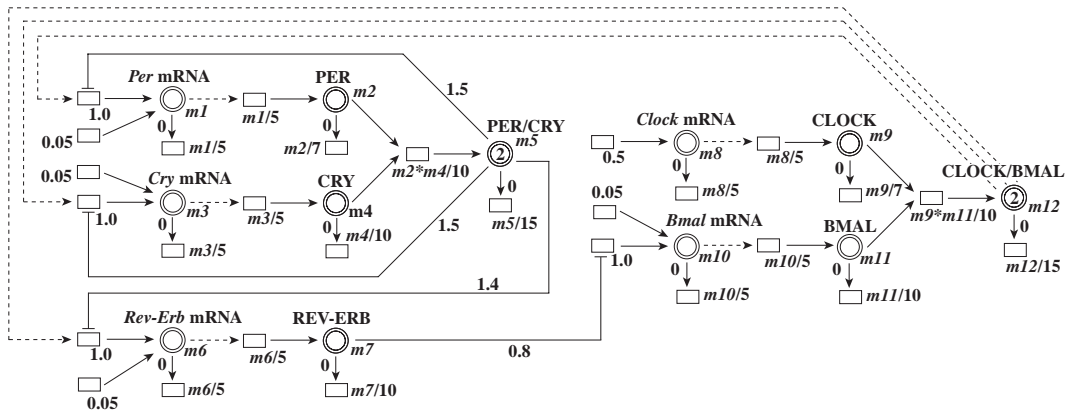 Per mRNA
m1
1.0
0.05
0
m1/5
m1/5
PER
m2
0
m2/7
1.5
PER/CRY
m5
2
0
m5/15
m2*m4/10
0.05
Cry mRNA
m3
1.0
0
m3/5
m3/5
CRY
m4
0
m4/10
1.5
1.4
Rev-Erb mRNA
m6
1.0
0.05
0
m6/5
m6/5
REV-ERB
m7
0
m7/10
0.8
Clock mRNA
m8
0.5
0
m8/5
m8/5
CLOCK
m9
0
m9/7
CLOCK/BMAL
2
m12
m9*m11/10
0
m12/15
0.05
Bmal mRNA
m10
1.0
0
m10/5
m10/5
BMAL
m11
0
m11/10